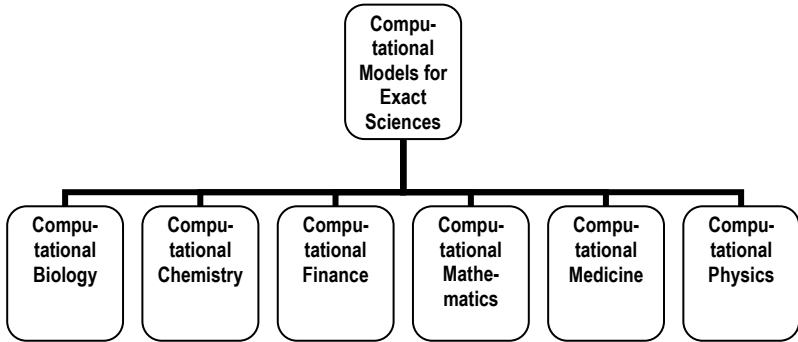 Compu-
tational
Models for
Exact
Sciences
Compu-
tational
Biology
Compu-
tational
Chemistry
Compu-
tational
Finance
Compu-
tational
Mathe-
matics
Compu-
tational
Medicine
Compu-
tational
Physics